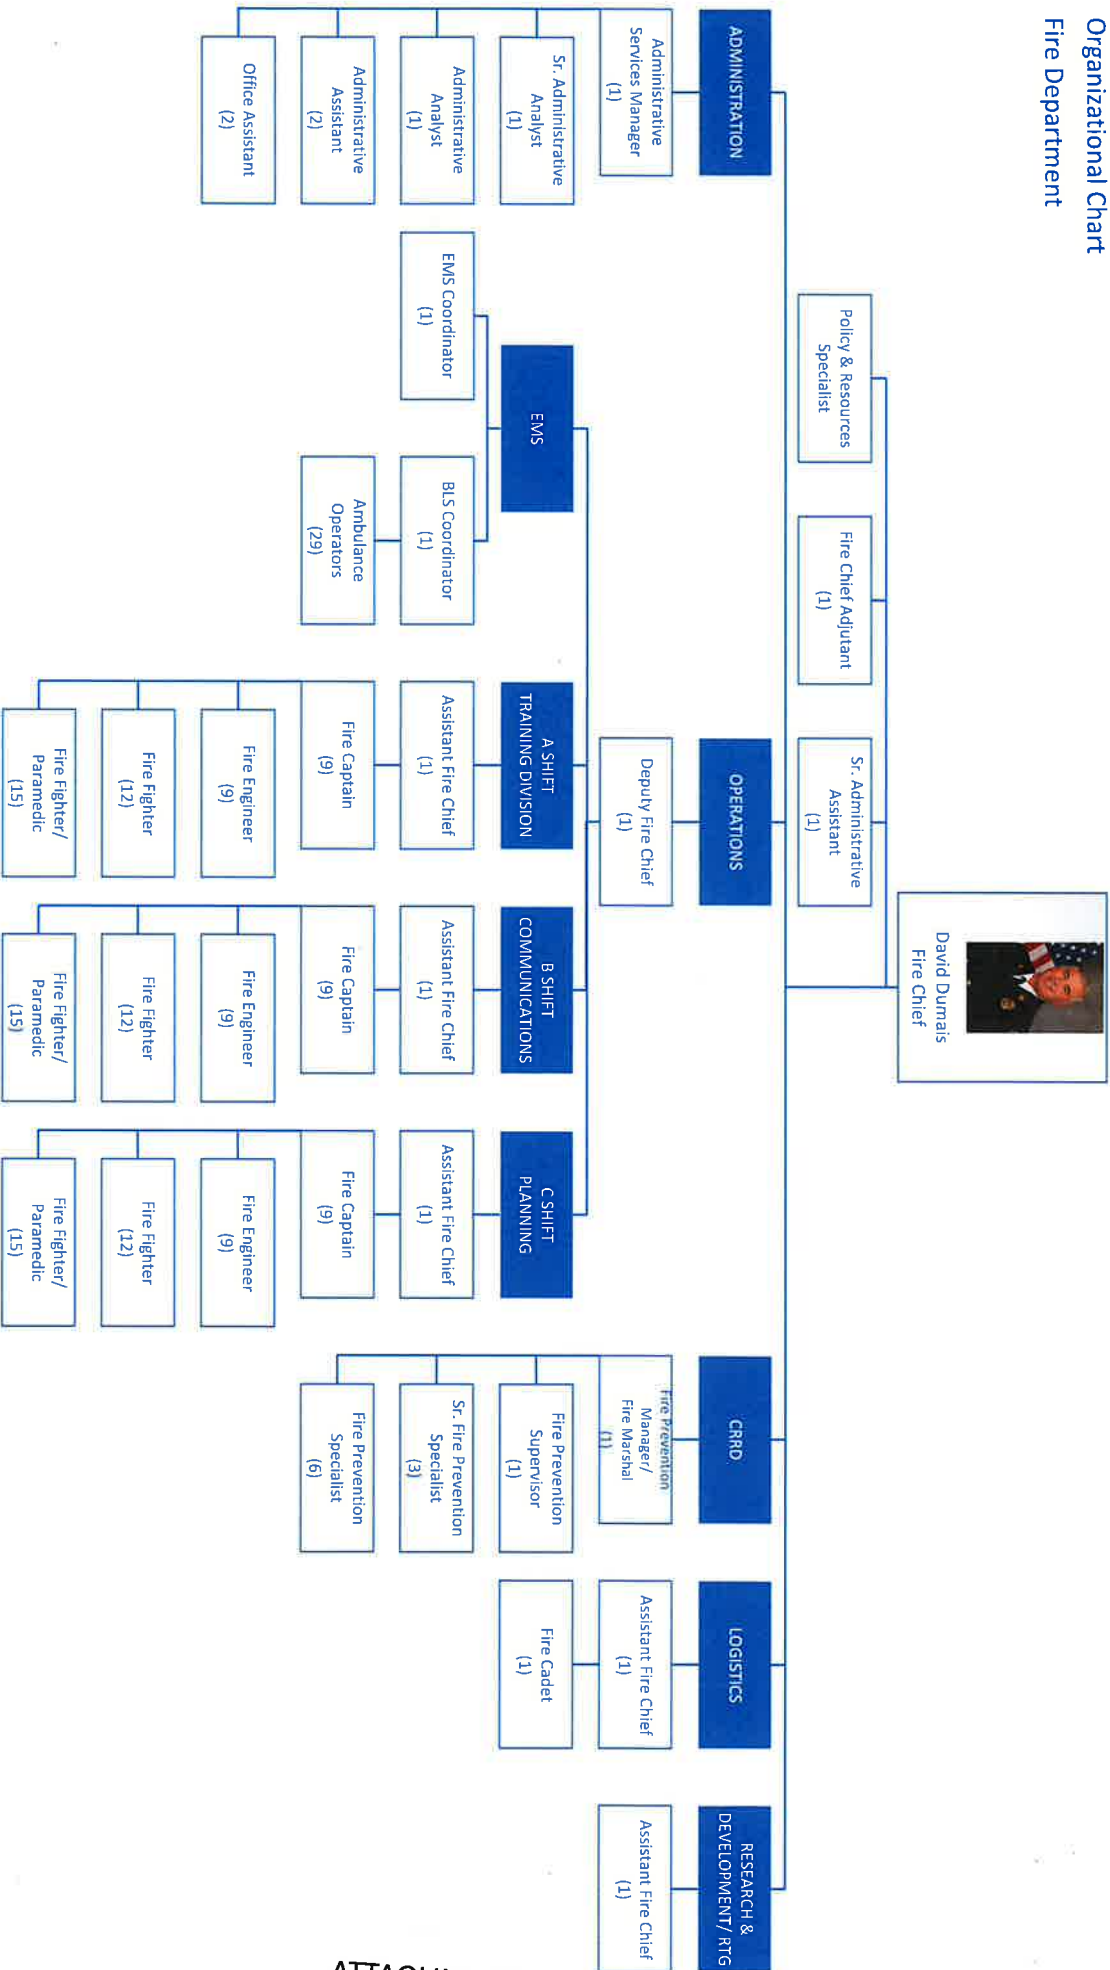 Organizational Chart
Fire Department
David Dumais
Fire Chief
Policy & Resources
Specialist
Fire Chief Adjutant
(1)
Sr. Administrative
Assistant
(1)
ADMINISTRATION
Administrative
Services Manager
(1)
Sr. Administrative
Analyst
(1)
Administrative
Analyst
(1)
Administrative
Assistant
(2)
Office Assistant
(2)
OPERATIONS
Deputy Fire Chief
(1)
EMS
EMS Coordinator
(1)
BLS Coordinator
(1)
Ambulance
Operators
(29)
A SHIFT
TRAINING DIVISION
Assistant Fire Chief
(1)
Fire Captain
(9)
Fire Engineer
(9)
Fire Fighter
(12)
Fire Fighter/
Paramedic
(15)
B SHIFT
COMMUNICATIONS
Assistant Fire Chief
(1)
Fire Captain
(9)
Fire Engineer
(9)
Fire Fighter
(12)
Fire Fighter/
Paramedic
(15)
C SHIFT
PLANNING
Assistant Fire Chief
(1)
Fire Captain
(9)
Fire Engineer
(9)
Fire Fighter
(12)
Fire Fighter/
Paramedic
(15)
CRRD
Fire Prevention
Manager/
Fire Marshal
(1)
Fire Prevention
Supervisor
(1)
Sr. Fire Prevention
Specialist
(3)
Fire Prevention
Specialist
(6)
LOGISTICS
Assistant Fire Chief
(1)
Fire Cadet
(1)
RESEARCH &
DEVELOPMENT/ RTG
Assistant Fire Chief
(1)